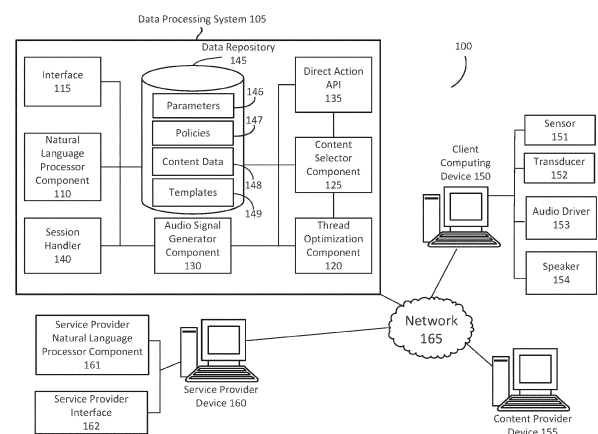 Data Processing System 105
Data Repository
145
100
Interface
115
Parameters
146
Policies
147
Content Data
148
Templates
149
Direct Action
API
135
Natural
Language
Processor
Component
110
Content
Selector
Component
125
Session
Handler
140
Audio Signal
Generator
Component
130
Thread
Optimization
Component
120
Client
Computing
Device 150
Sensor
151
Transducer
152
Audio Driver
153
Speaker
154
Network
165
Service Provider
Natural Language
Processor Component
161
Service Provider
Interface
162
Service Provider
Device 160
Content Provider
Device 155